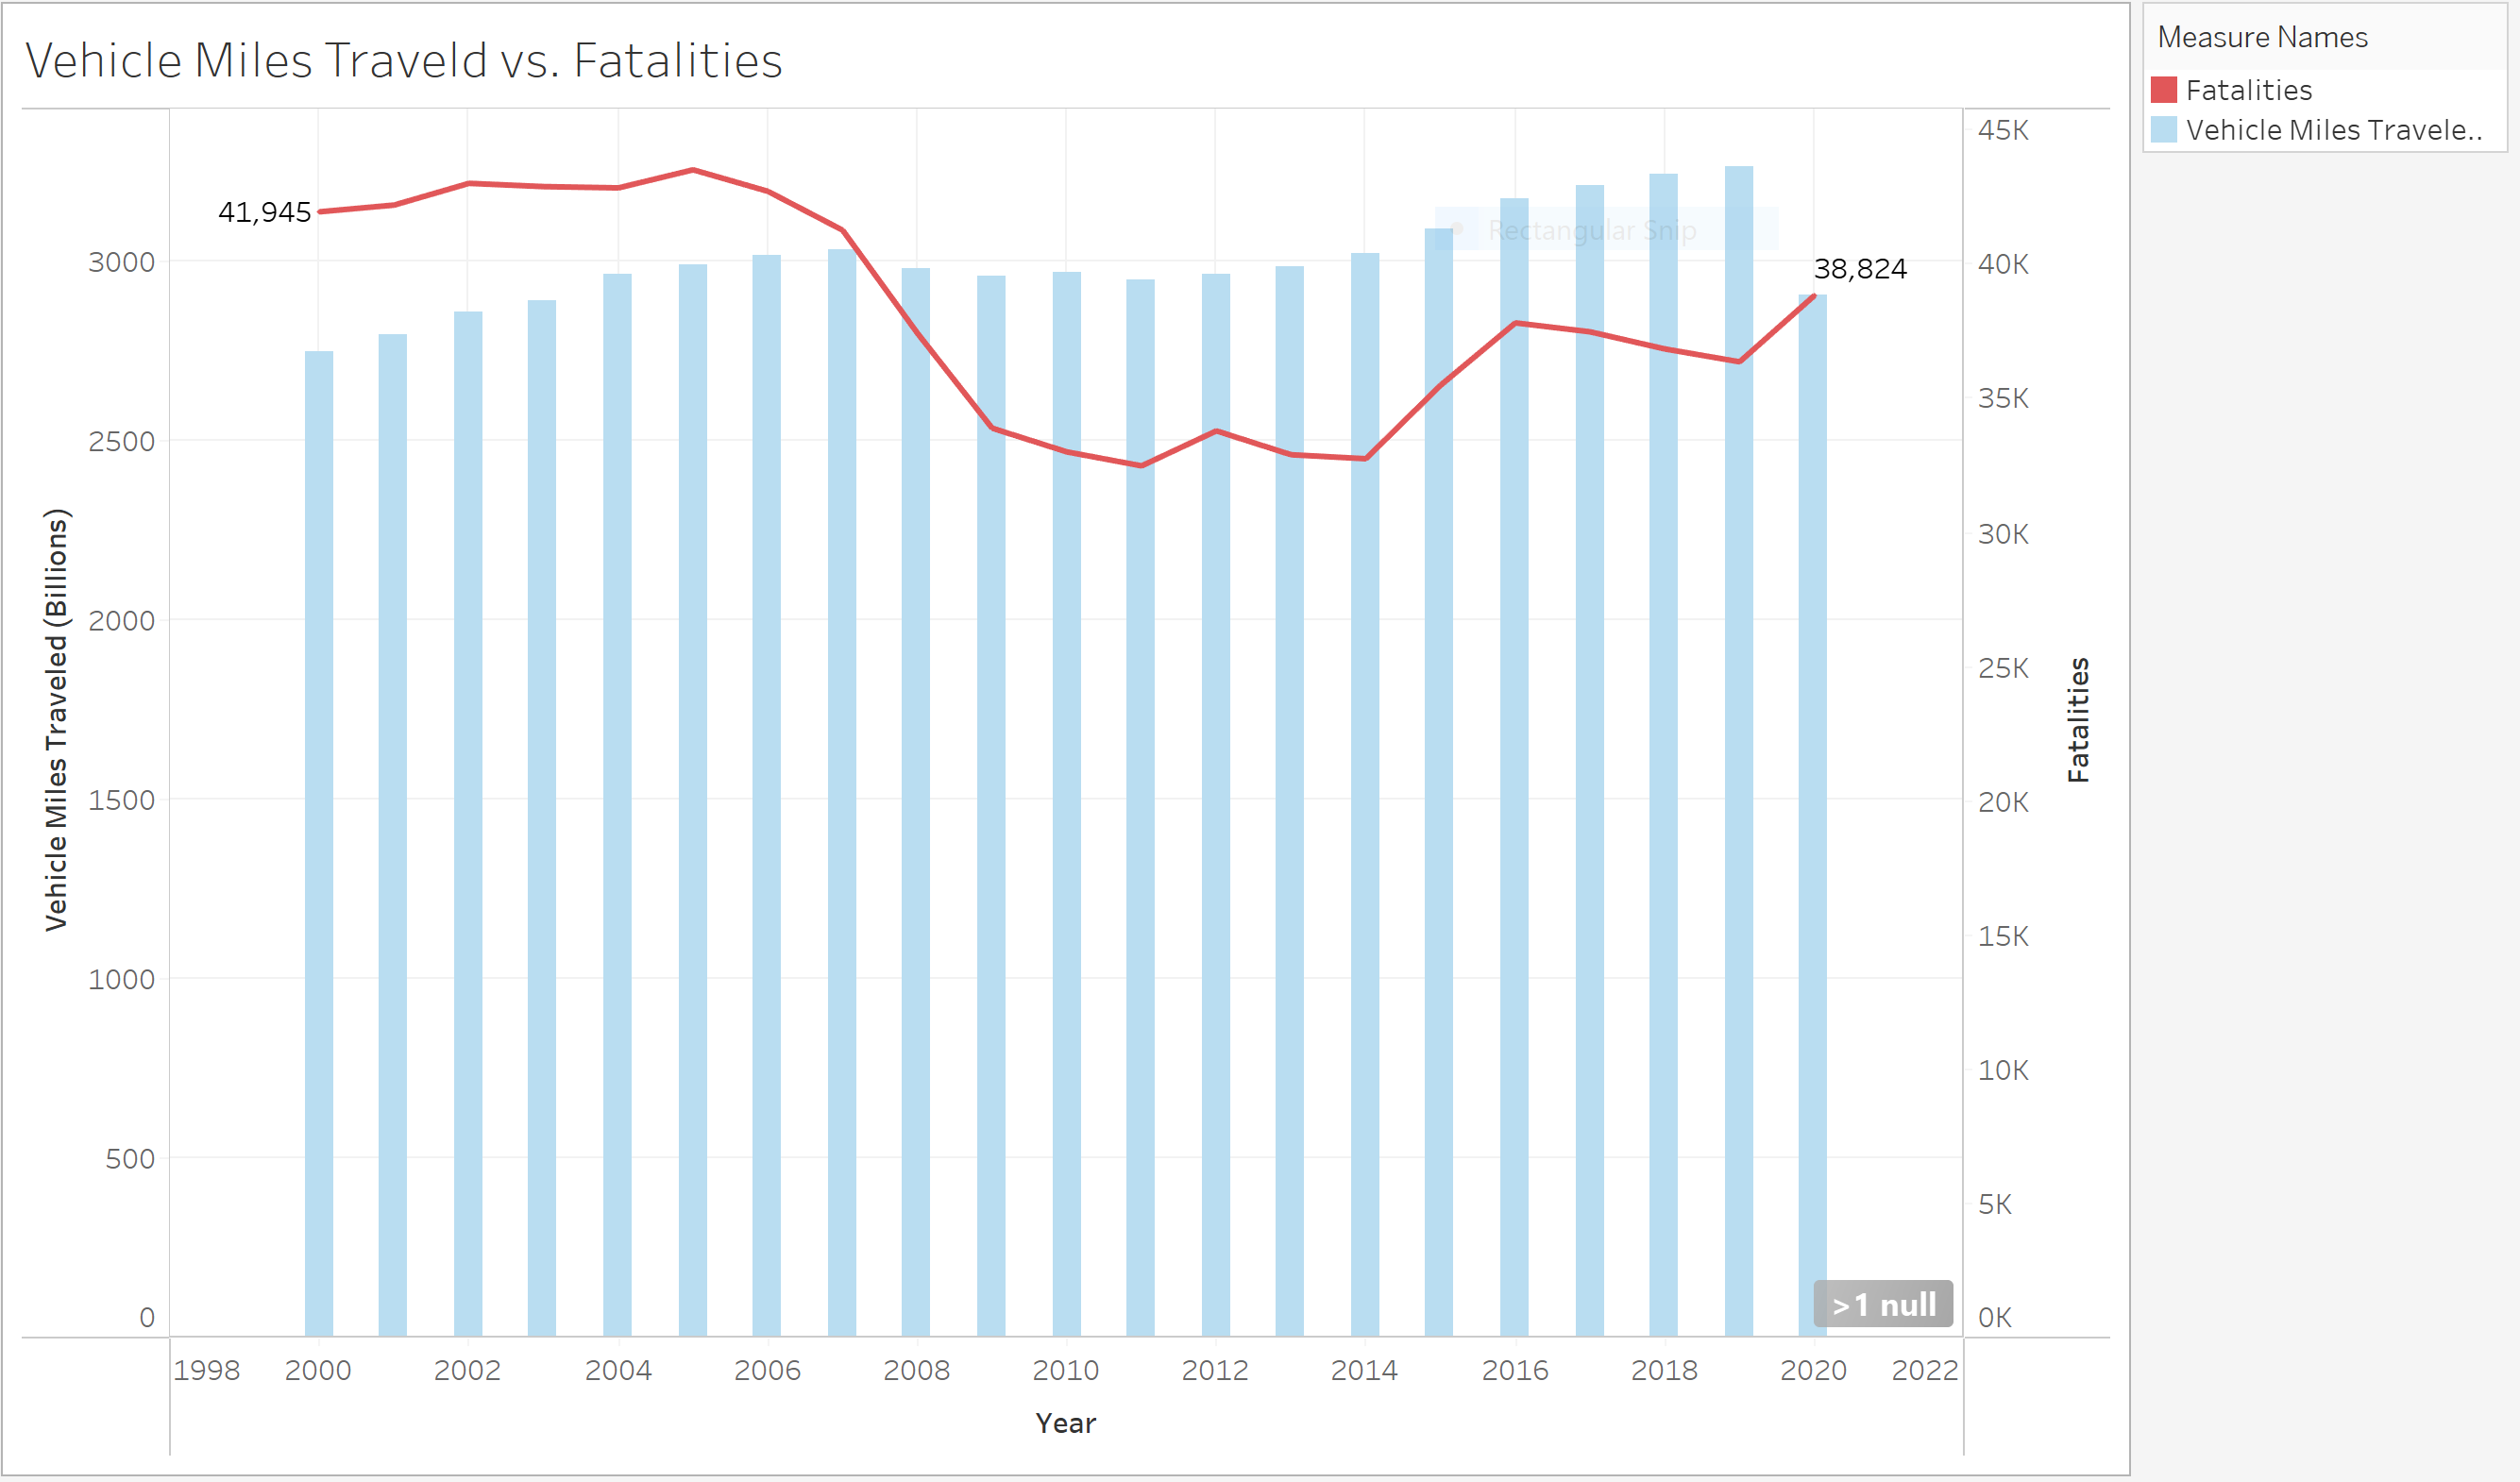 Vehicle Miles Traveld vs. Fatalities
Measure Names
Fatalities
Vehicle Miles Travele..
45K
41,945
Rectangular Snip
3000
40K
38,824
35K
2500
30K
2000
25K
1500
20K
15K
1000
10K
500
5K
>1 null
0
0K
Vehicle Miles Traveled (Billions)
Fatalities
1998 2000 2002 2004 2006 2008 2010 2012 2014 2016 2018 2020 2022
Year